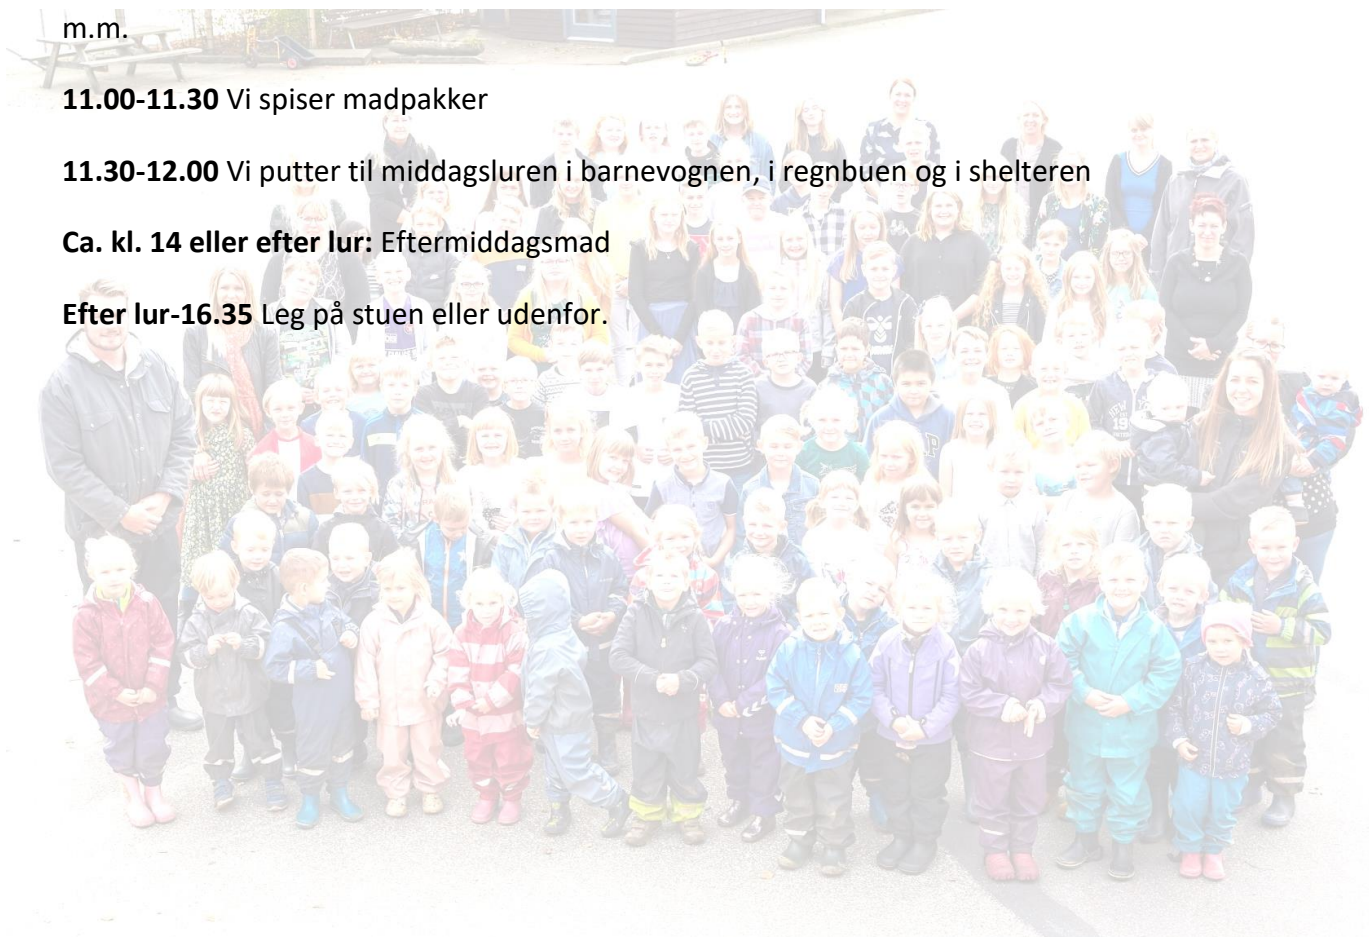 m.m.
11.00-11.30 Vi spiser madpakker
11.30-12.00 Vi putter til middagsluren i barnevognen, i regnbuen og i shelteren
Ca. kl. 14 eller efter lur: Eftermiddagsmad
Efter lur-16.35 Leg på stuen eller udenfor.